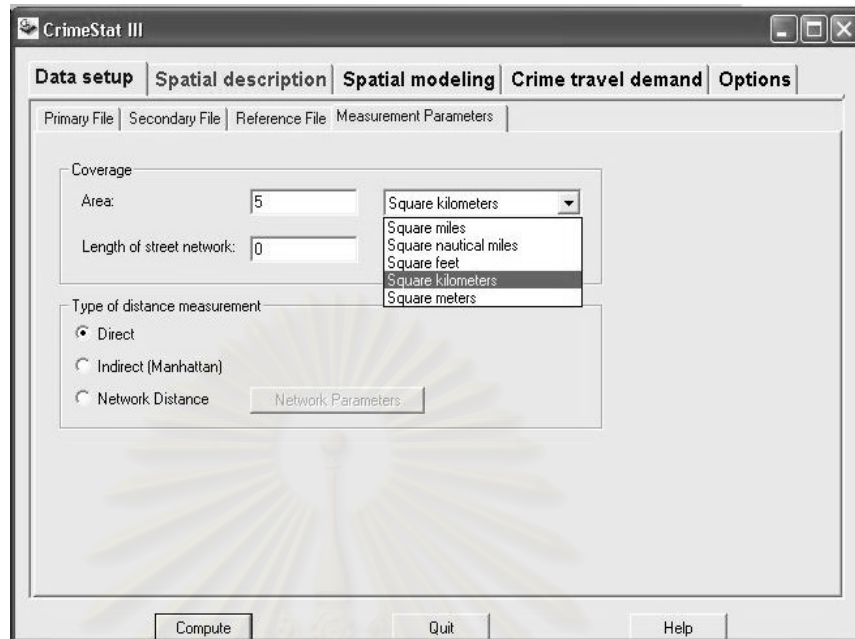 CrimeStat III
Data setup Spatial description Spatial modeling Crime travel demand Options
Primary File Secondary File Reference File Measurement Parameters
Coverage
Area: 5 Square kilometers
Square miles
Length of street network: 0 Square nautical miles
Square feet
Square kilometers
Square meters
Type of distance measurement
Direct
Indirect (Manhattan)
Network Distance Network Parameters
Compute Quit Help